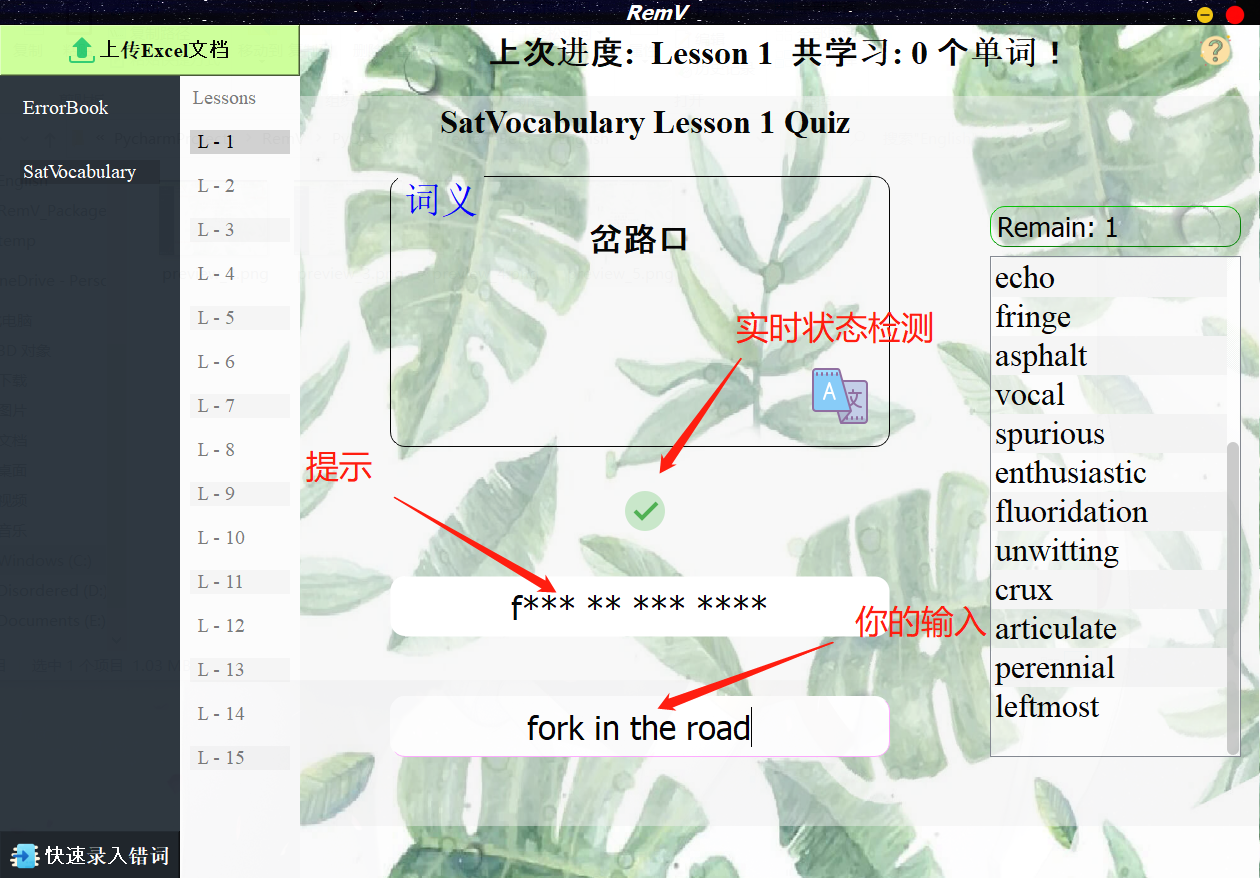 RemV
上传Excel文档
上次进度: Lesson 1 共学习: 0 个单词 !
ErrorBook
SatVocabulary
Lessons
L - 1
L - 2
L - 3
L - 4
L - 5
L - 6
L - 7
L - 8
L - 9
L - 10
L - 11
L - 12
L - 13
L - 14
L - 15
快速录入错词
SatVocabulary Lesson 1 Quiz
词义
岔路口
实时状态检测
提示
f*** ** *** ****
你的输入
fork in the road
Remain: 1
echo
fringe
asphalt
vocal
spurious
enthusiastic
fluoridation
unwitting
crux
articulate
perennial
leftmost